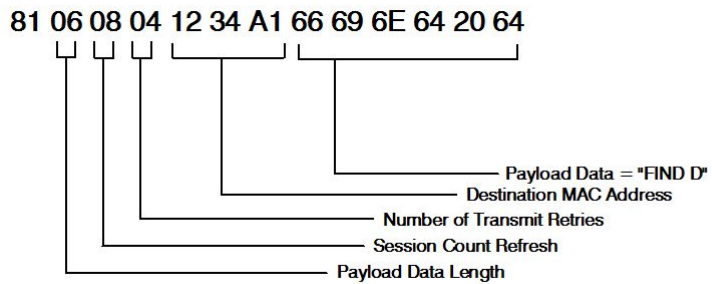 81 06 08 04 12 34 A1 66 69 6E 64 20 64
Payload Data = "FIND D"
Destination MAC Address
Number of Transmit Retries
Session Count Refresh
Payload Data Length